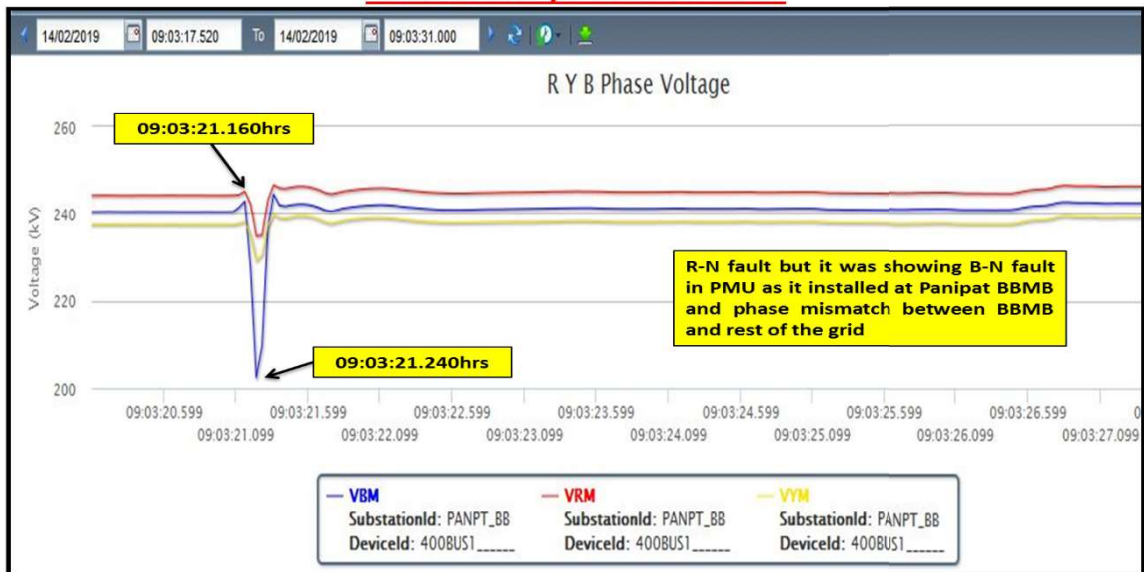 14/02/2019 09:03:17.520 To 14/02/2019 09:03:31.000
R Y B Phase Voltage
260
09:03:21.160hrs
240
Voltage (kV)
R-N fault but it was showing B-N fault
in PMU as it installed at Panipat BBMB
and phase mismatch between BBMB
and rest of the grid
220
09:03:21.240hrs
200
09:03:20.599 09:03:21.599 09:03:22.599 09:03:23.599 09:03:24.599 09:03:25.599 09:03:26.599 0
09:03:21.099 09:03:22.099 09:03:23.099 09:03:24.099 09:03:25.099 09:03:26.099 09:03:27.099
VBM VRM VYM
SubstationId: PANPT_BB SubstationId: PANPT_BB SubstationId: PANPT_BB
DeviceId: 400BUS1______ DeviceId: 400BUS1______ DeviceId: 400BUS1______